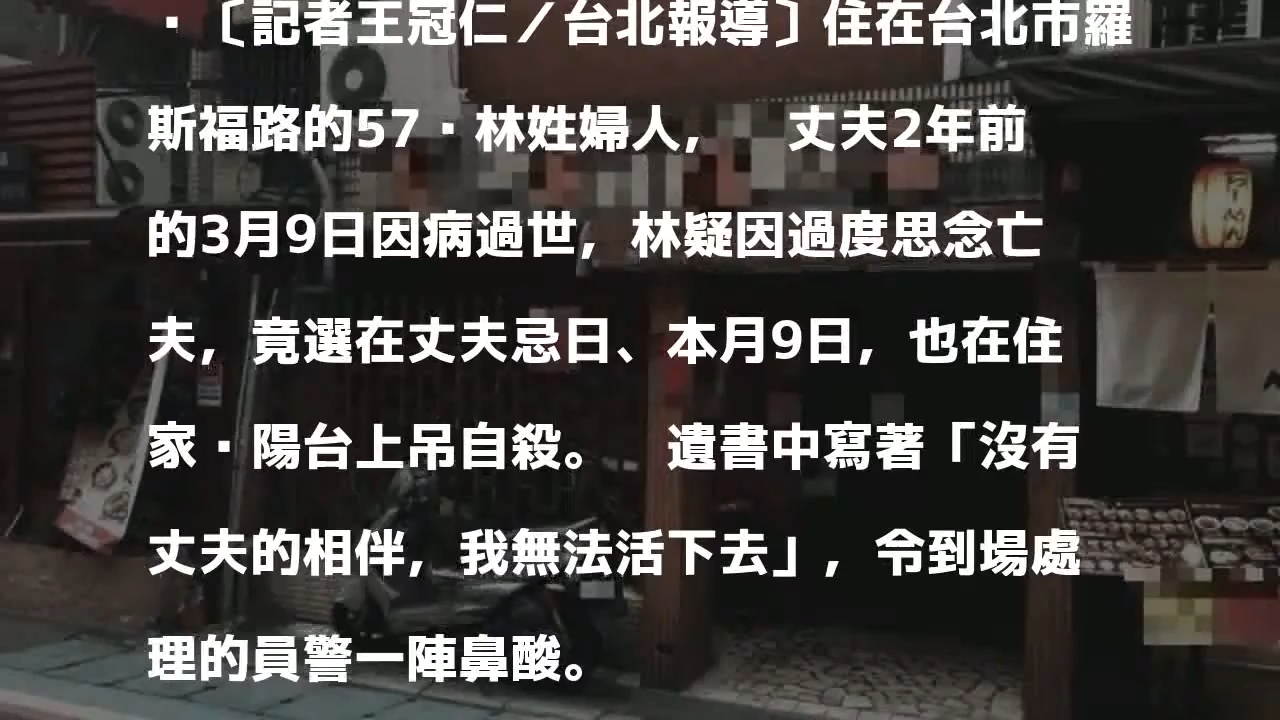 ·〔記者王冠仁／台北報導〕住在台北市羅
斯福路的57·林姓婦人，　丈夫2年前
的3月9日因病過世，林疑因過度思念亡
夫，竟選在丈夫忌日、本月9日，也在住
家·陽台上吊自殺。　遺書中寫著「沒有
丈夫的相伴，我無法活下去」，令到場處
理的員警一陣鼻酸。
らーめん